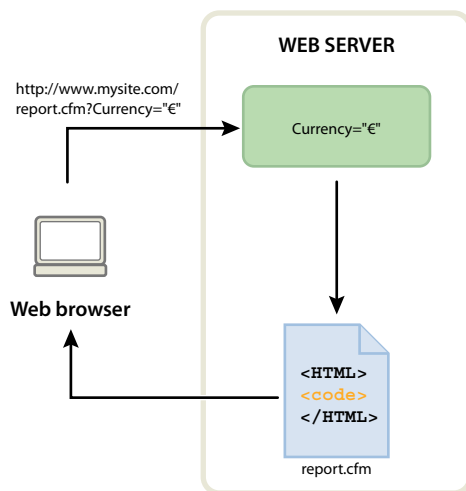 WEB SERVER
http://www.mysite.com/
report.cfm?Currency="€"
Currency="€"
Web browser
<HTML>
<code>
</HTML>
report.cfm